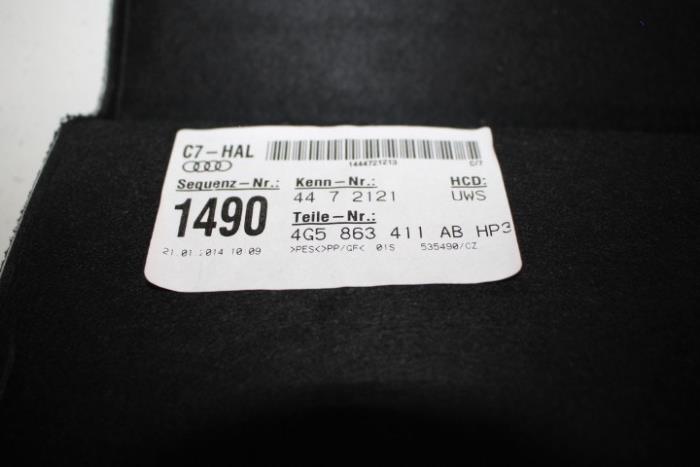 C7-HAL
1444721213 C/7
Sequenz-Nr.: Kenn-Nr.: HCD:
1490 44 7 2121 UWS
Teile-Nr.:
4G5 863 411 AB HP3
21.01.2014 10:09 >PES<>PP/GF< 01S 535490/CZ